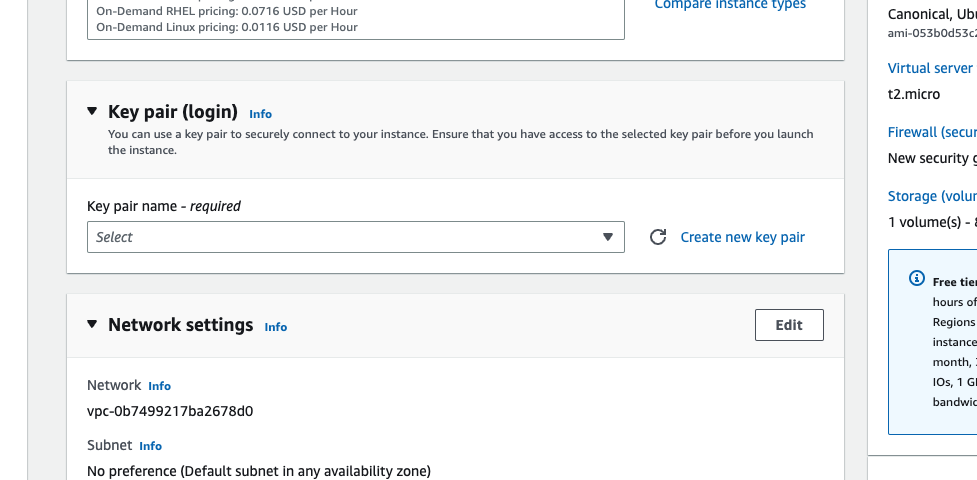 On-Demand RHEL pricing: 0.0716 USD per Hour
On-Demand Linux pricing: 0.0116 USD per Hour
Compare instance types
Key pair (login) Info
You can use a key pair to securely connect to your instance. Ensure that you have access to the selected key pair before you launch
the instance.
Key pair name - required
Select
Create new key pair
Network settings Info
Edit
Network Info
vpc-0b7499217ba2678d0
Subnet Info
No preference (Default subnet in any availability zone)
Canonical, Ubu
ami-053b0d53c2
Virtual server
t2.micro
Firewall (secur
New security g
Storage (volum
1 volume(s) - 8
Free tier
hours of
Regions
instance
month,
IOs, 1 G
bandwid